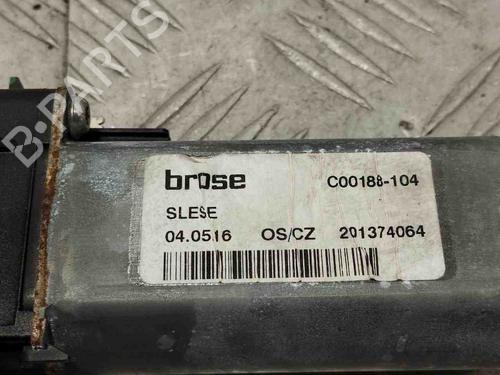 brose C00188-104
SLESE
04.0516 OS/CZ 201374064
B-PARTS